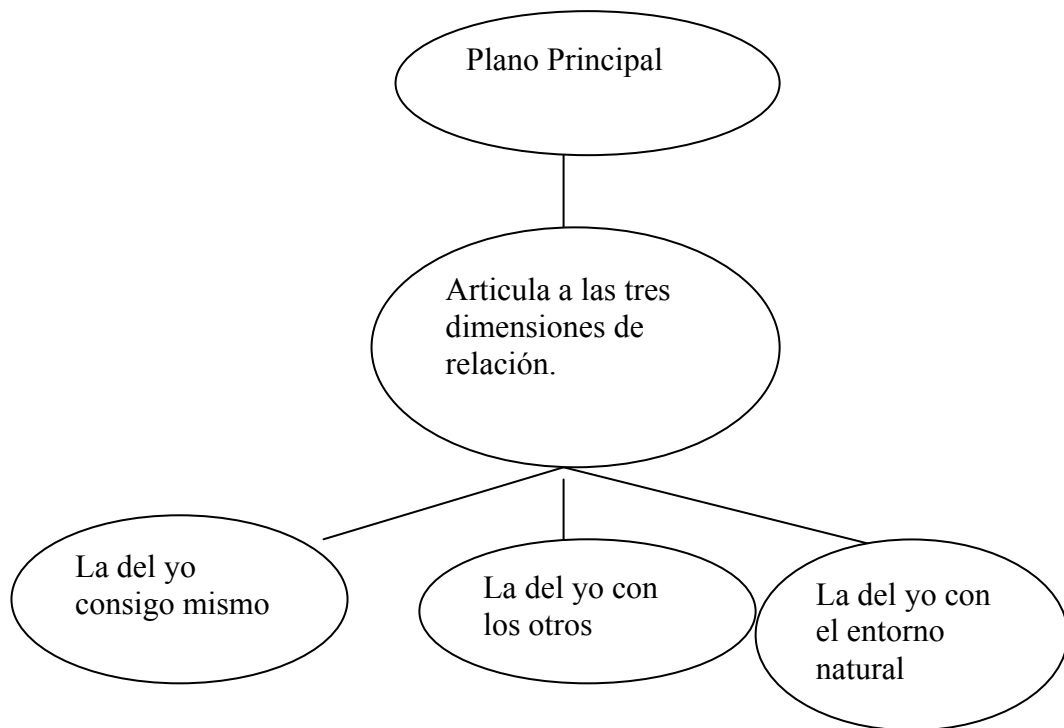 Plano Principal
Articula a las tres
dimensiones de
relación.
La del yo
consigo mismo
La del yo con
los otros
La del yo con
el entorno
natural